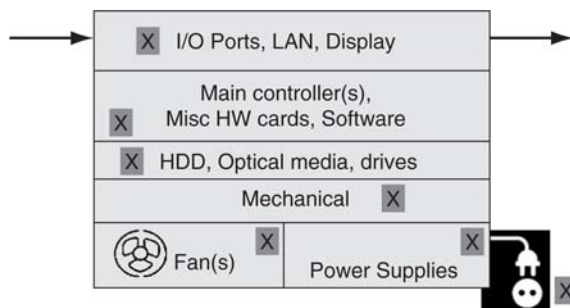 X I/O Ports, LAN, Display
Main controller(s),
X Misc HW cards, Software
X HDD, Optical media, drives
Mechanical X
X
Fan(s)
X
Power Supplies
X